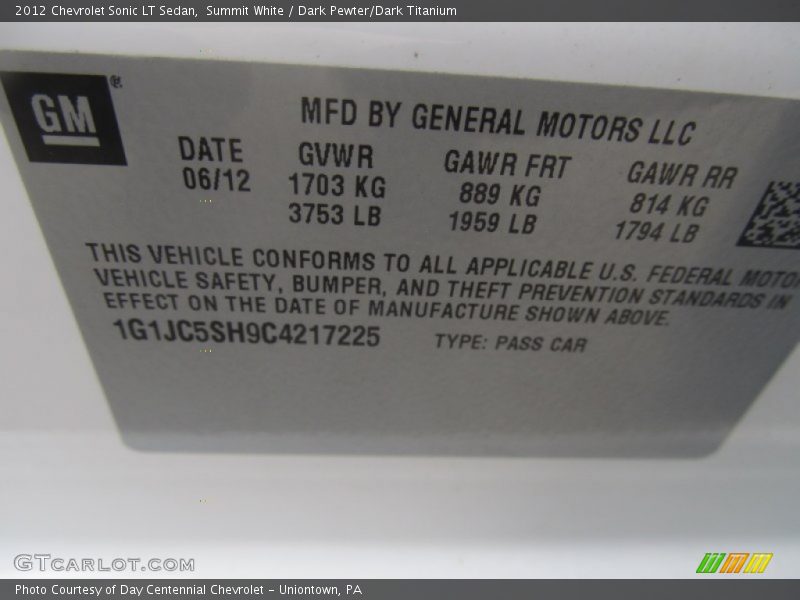 2012 Chevrolet Sonic LT Sedan, Summit White / Dark Pewter/Dark Titanium
GM®
MFD BY GENERAL MOTORS LLC
DATE GVWR GAWR FRT GAWR RR
06/12 1703 KG 889 KG 814 KG
3753 LB 1959 LB 1794 LB
THIS VEHICLE CONFORMS TO ALL APPLICABLE U.S. FEDERAL MOTOR
VEHICLE SAFETY, BUMPER, AND THEFT PREVENTION STANDARDS IN
EFFECT ON THE DATE OF MANUFACTURE SHOWN ABOVE.
1G1JC5SH9C4217225 TYPE: PASS CAR
GTCARLOT.COM
Photo Courtesy of Day Centennial Chevrolet - Uniontown, PA